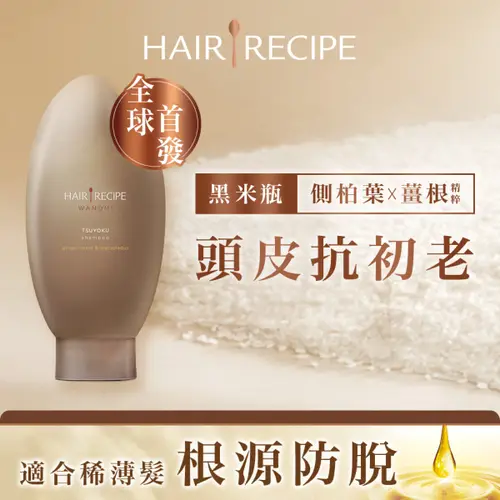 HAIR RECIPE
全球首發
HAIR RECIPE
WANOMI
TSUYOKU
shampoo
黑米瓶
側柏葉×薑根精粹
頭皮抗初老
適合稀薄髮 根源防脫